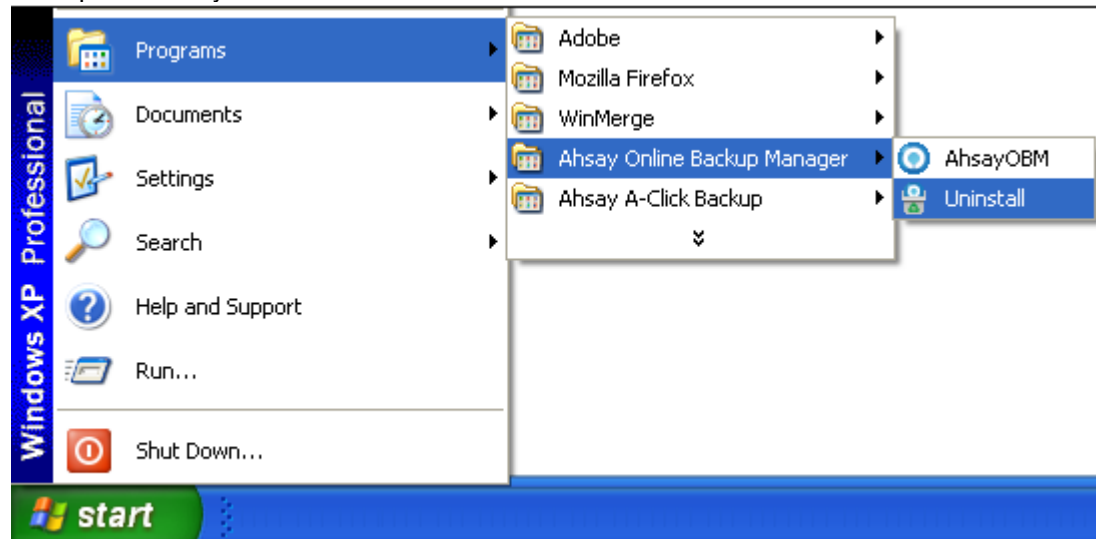 Windows XP Professional
Programs
Documents
Settings
Search
Help and Support
Run...
Shut Down...
Adobe
Mozilla Firefox
WinMerge
Ahsay Online Backup Manager
Ahsay A-Click Backup
AhsayOBM
Uninstall
start